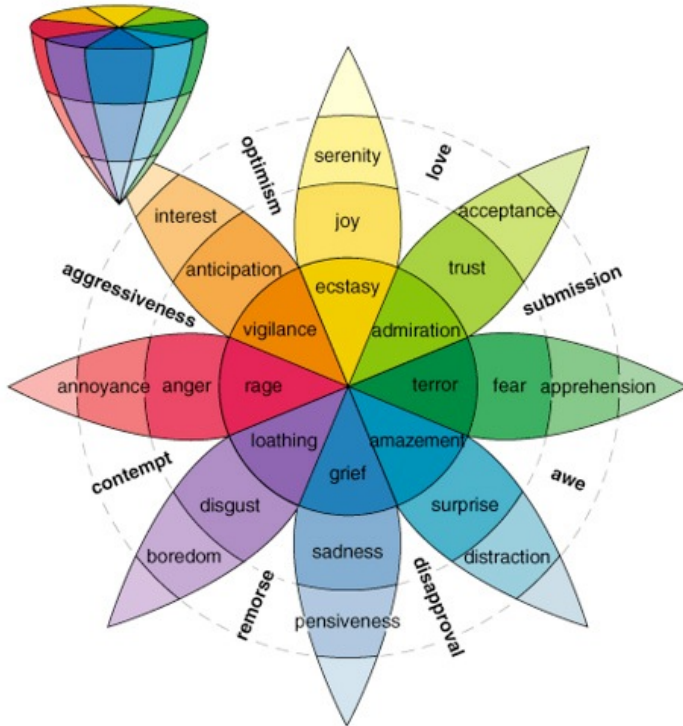 optimism
love
serenity
interest
acceptance
joy
anticipation
trust
aggressiveness
ecstasy
submission
vigilance
admiration
annoyance
anger
rage
terror
fear
apprehension
loathing
amazement
grief
contempt
awe
disgust
surprise
boredom
sadness
distraction
remorse
disapproval
pensiveness